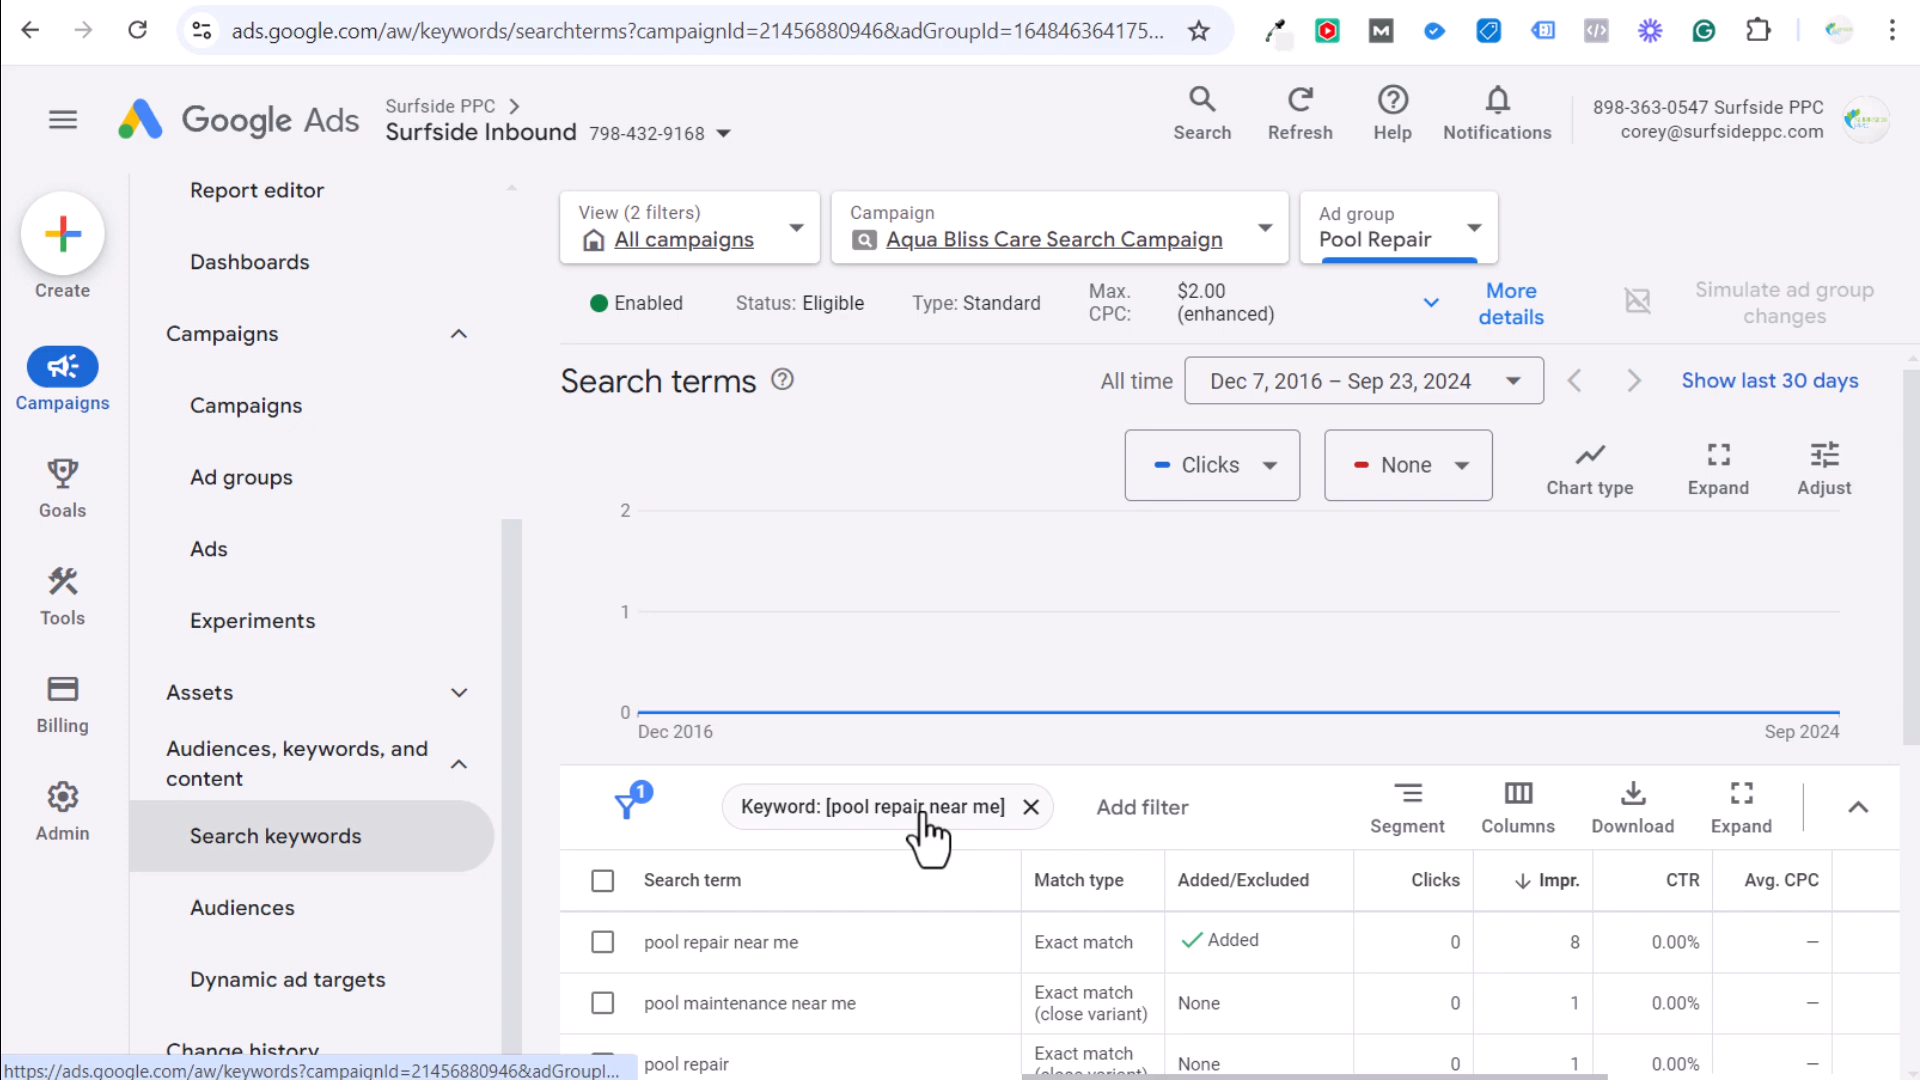 ads.google.com/aw/keywords/searchterms?campaignId=21456880946&adGroupId=164846364175...
Google Ads
Surfside PPC
Surfside Inbound 798-432-9168
Search
Refresh
Help
Notifications
898-363-0547 Surfside PPC
corey@surfsideppc.com
Create
Campaigns
Goals
Tools
Billing
Admin
Report editor
Dashboards
Campaigns
Campaigns
Ad groups
Ads
Experiments
Assets
Audiences, keywords, and
content
Search keywords
Audiences
Dynamic ad targets
Change history
View (2 filters)
All campaigns
Campaign
Aqua Bliss Care Search Campaign
Ad group
Pool Repair
Enabled
Status: Eligible
Type: Standard
Max.
CPC:
$2.00
(enhanced)
More
details
Simulate ad group
changes
Search terms
All time
Dec 7, 2016 – Sep 23, 2024
Show last 30 days
Clicks
None
Chart type
Expand
Adjust
2
1
0
Dec 2016
Sep 2024
1
Keyword: [pool repair near me]
Add filter
Segment
Columns
Download
Expand
Search term Match type Added/Excluded Clicks Impr. CTR Avg. CPC
pool repair near me Exact match Added 0 8 0.00% —
pool maintenance near me Exact match
(close variant) None 0 1 0.00% —
pool repair Exact match
(close variant) None 0 1 0.00% —
https://ads.google.com/aw/keywords?campaignId=21456880946&adGroupI...